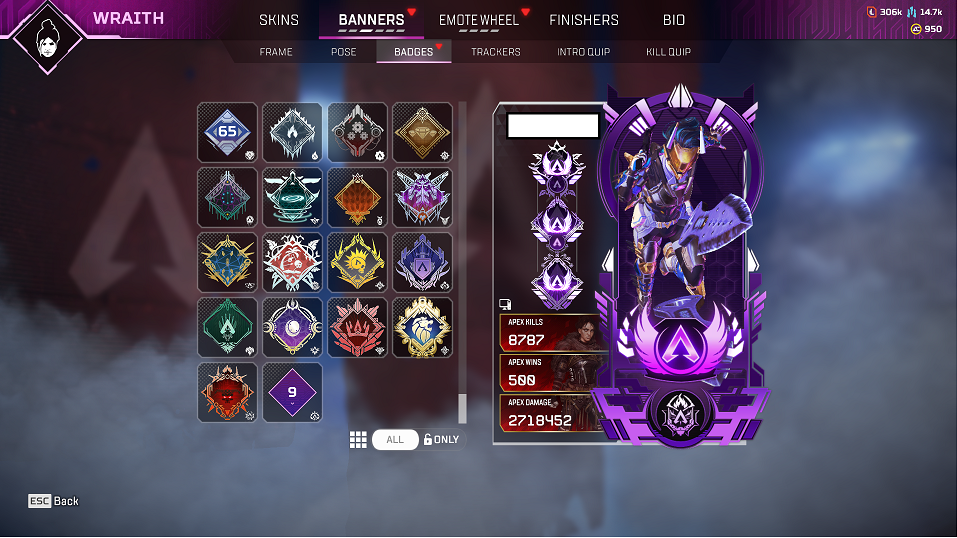 WRAITH
SKINS
BANNERS
EMOTE WHEEL
FINISHERS
BIO
306k 14.7k
950
FRAME
POSE
BADGES
TRACKERS
INTRO QUIP
KILL QUIP
65
9
ALL
ONLY
APEX KILLS
8787
APEX WINS
500
APEX DAMAGE
2718452
ESC Back